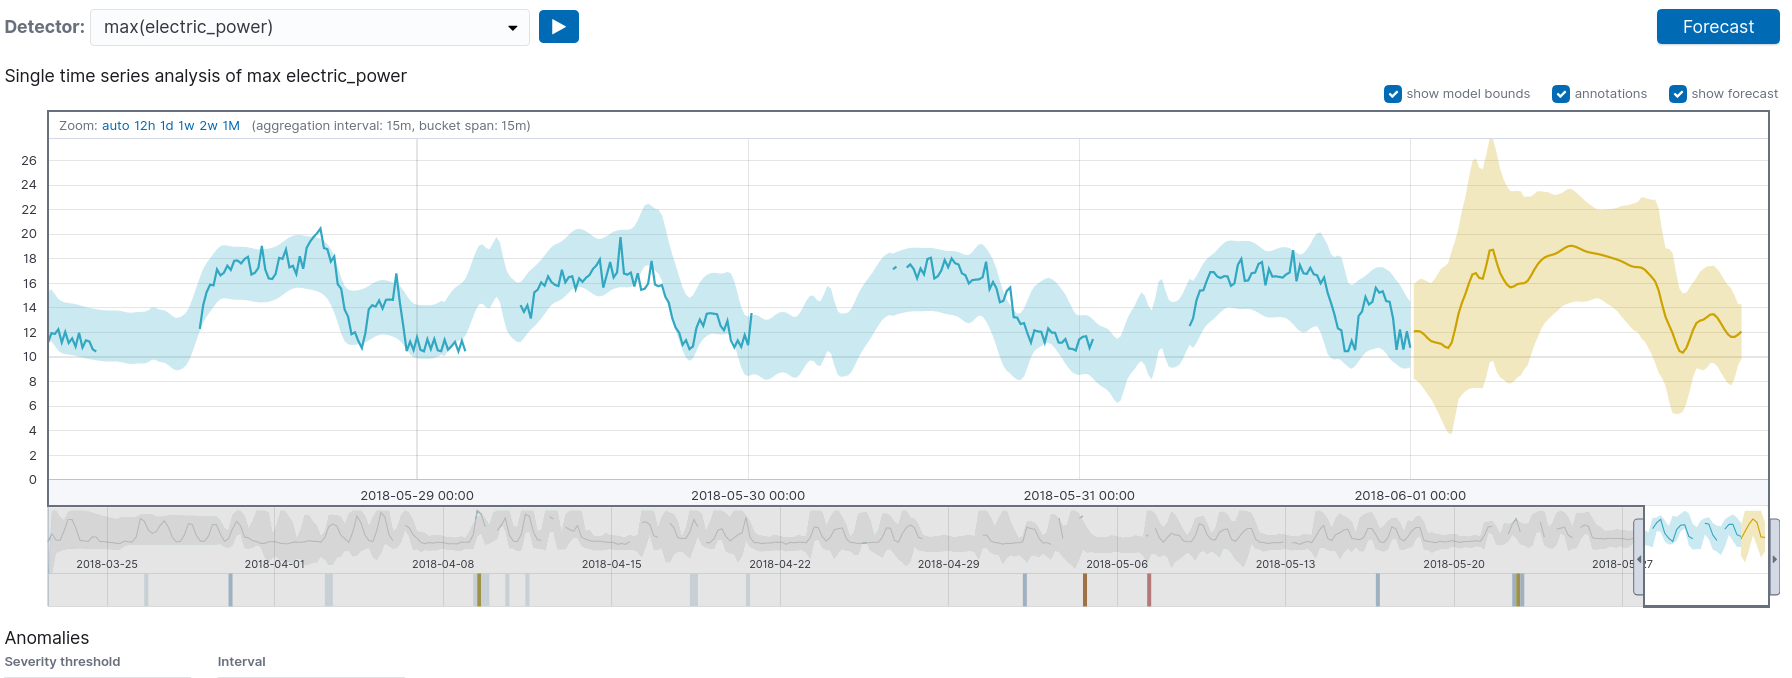 Detector: max(electric_power) Forecast
Single time series analysis of max electric_power
show model bounds annotations show forecast
Zoom: auto 12h 1d 1w 2w 1M (aggregation interval: 15m, bucket span: 15m)
26
24
22
20
18
16
14
12
10
8
6
4
2
0
2018-05-29 00:00 2018-05-30 00:00 2018-05-31 00:00 2018-06-01 00:00
2018-03-25 2018-04-01 2018-04-08 2018-04-15 2018-04-22 2018-04-29 2018-05-06 2018-05-13 2018-05-20 2018-05-27
Anomalies
Severity threshold Interval